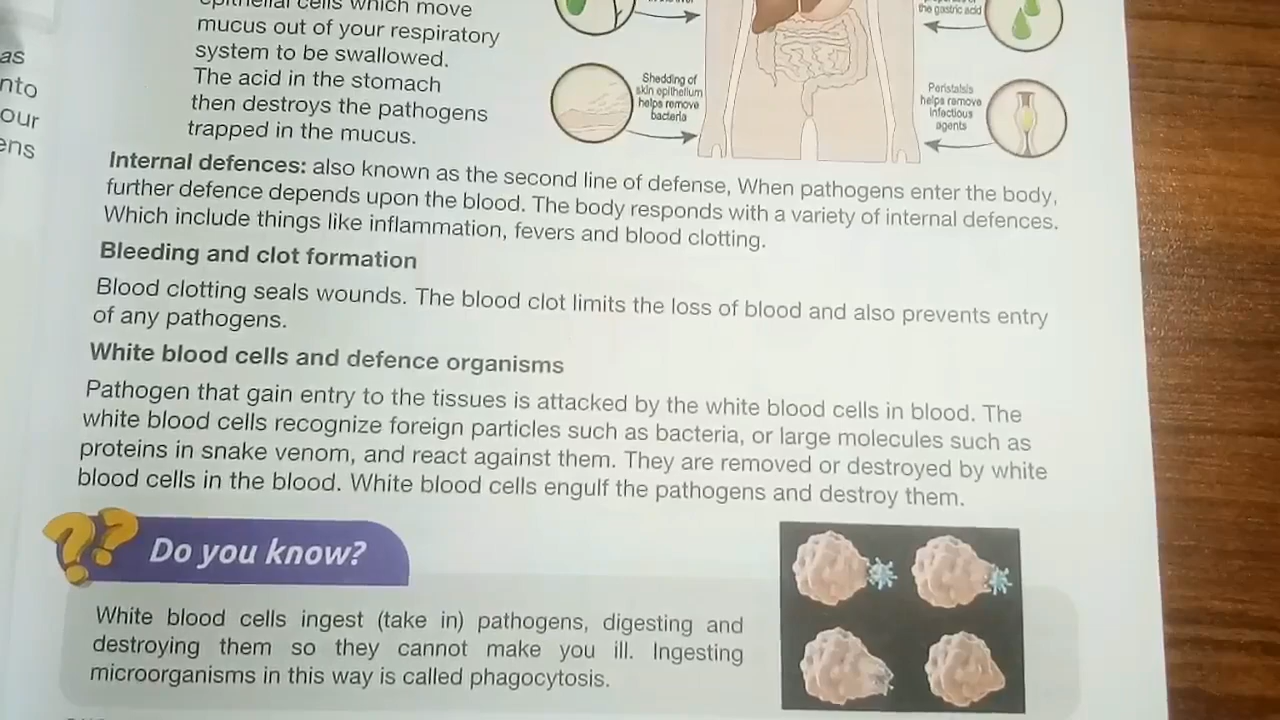 as
nto
our
ens
epithelial cells which move
mucus out of your respiratory
system to be swallowed.
The acid in the stomach
then destroys the pathogens
trapped in the mucus.
the gastric acid
Shedding of
skin epithelium
helps remove
bacteria
Peristalsis
helps remove
infectious
agents
Internal defences: also known as the second line of defense, When pathogens enter the body,
further defence depends upon the blood. The body responds with a variety of internal defences.
Which include things like inflammation, fevers and blood clotting.
Bleeding and clot formation
Blood clotting seals wounds. The blood clot limits the loss of blood and also prevents entry
of any pathogens.
White blood cells and defence organisms
Pathogen that gain entry to the tissues is attacked by the white blood cells in blood. The
white blood cells recognize foreign particles such as bacteria, or large molecules such as
proteins in snake venom, and react against them. They are removed or destroyed by white
blood cells in the blood. White blood cells engulf the pathogens and destroy them.
?? Do you know?
White blood cells ingest (take in) pathogens, digesting and
destroying them so they cannot make you ill. Ingesting
microorganisms in this way is called phagocytosis.